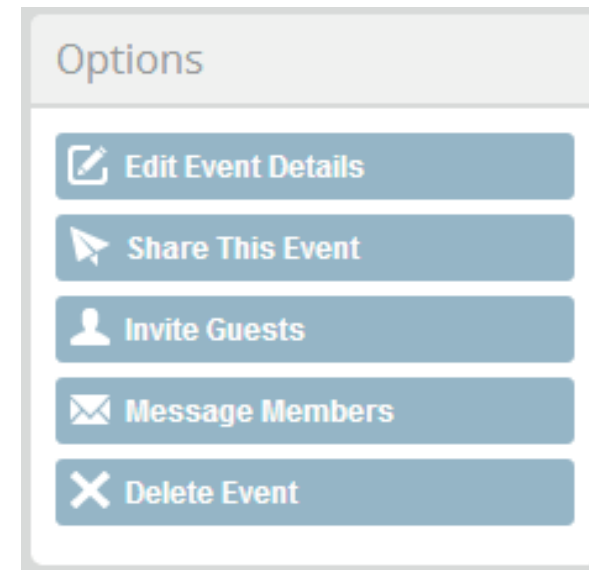 Options
Edit Event Details
Share This Event
Invite Guests
Message Members
Delete Event